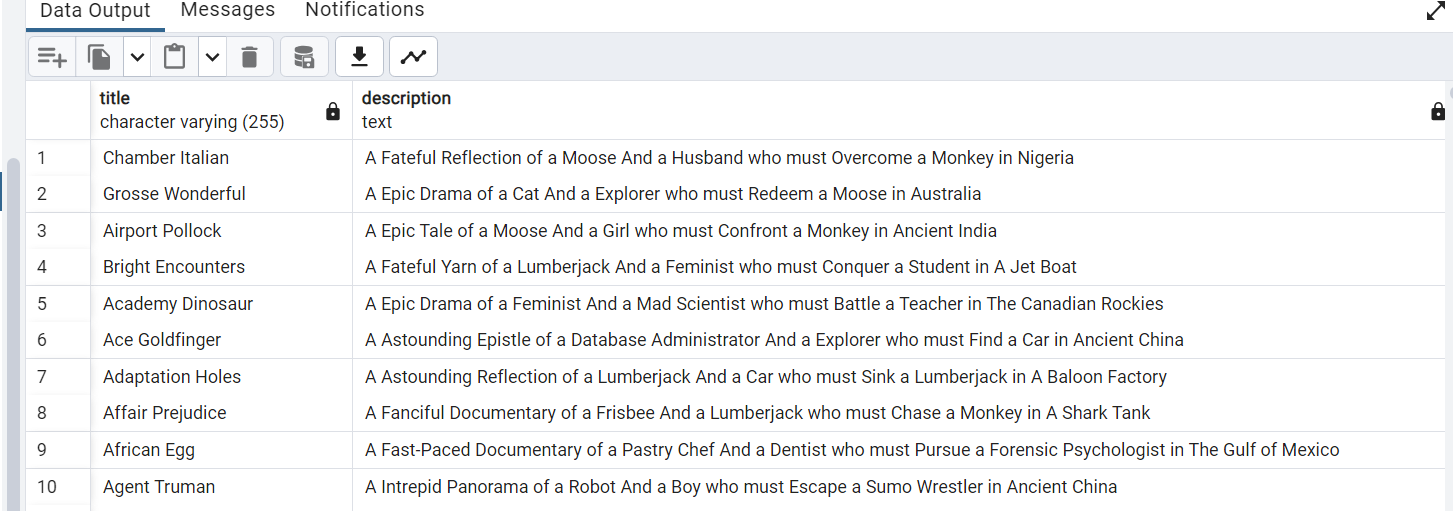 Data Output Messages Notifications
title description
character varying (255) text
1 Chamber Italian A Fateful Reflection of a Moose And a Husband who must Overcome a Monkey in Nigeria
2 Grosse Wonderful A Epic Drama of a Cat And a Explorer who must Redeem a Moose in Australia
3 Airport Pollock A Epic Tale of a Moose And a Girl who must Confront a Monkey in Ancient India
4 Bright Encounters A Fateful Yarn of a Lumberjack And a Feminist who must Conquer a Student in A Jet Boat
5 Academy Dinosaur A Epic Drama of a Feminist And a Mad Scientist who must Battle a Teacher in The Canadian Rockies
6 Ace Goldfinger A Astounding Epistle of a Database Administrator And a Explorer who must Find a Car in Ancient China
7 Adaptation Holes A Astounding Reflection of a Lumberjack And a Car who must Sink a Lumberjack in A Baloon Factory
8 Affair Prejudice A Fanciful Documentary of a Frisbee And a Lumberjack who must Chase a Monkey in A Shark Tank
9 African Egg A Fast-Paced Documentary of a Pastry Chef And a Dentist who must Pursue a Forensic Psychologist in The Gulf of Mexico
10 Agent Truman A Intrepid Panorama of a Robot And a Boy who must Escape a Sumo Wrestler in Ancient China